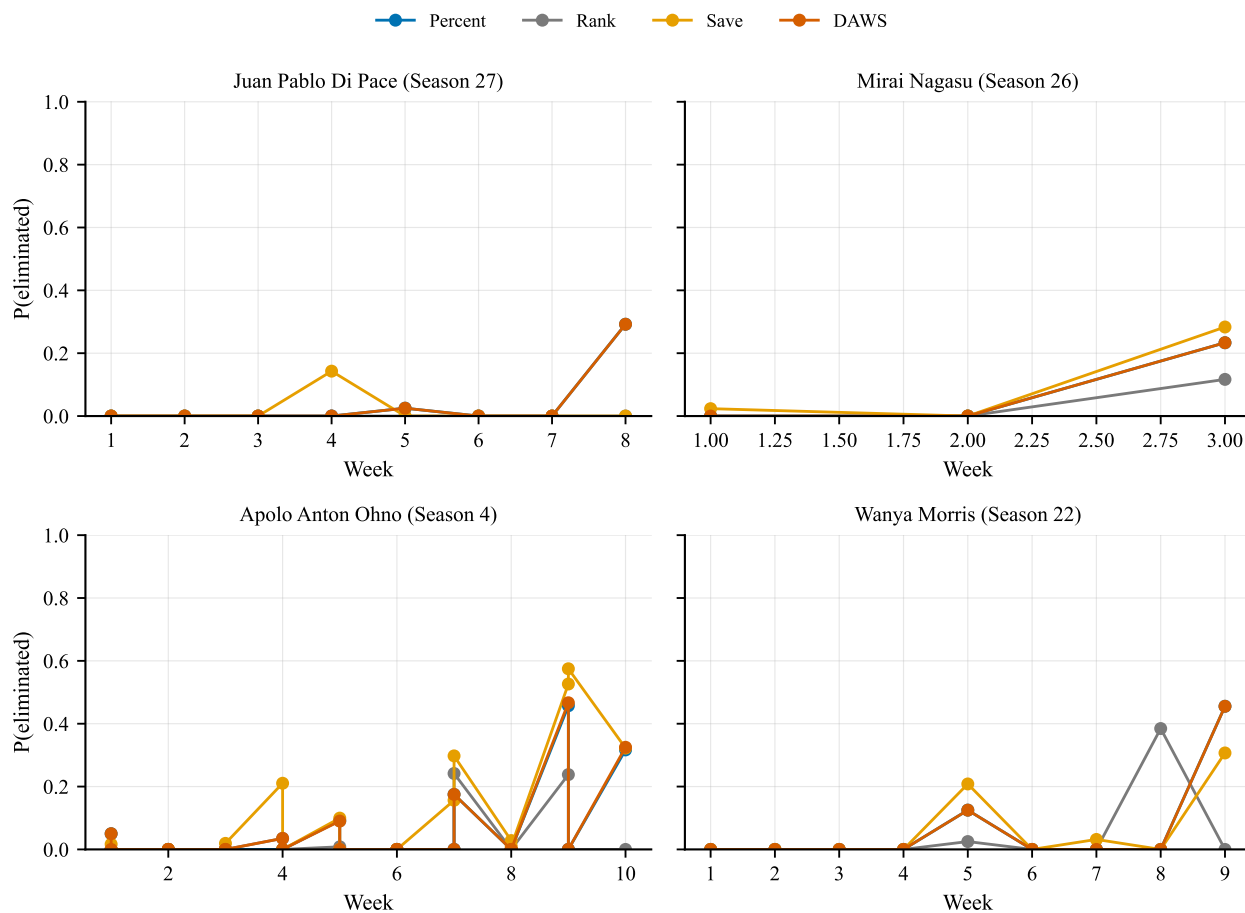 Percent Rank Save DAWS
Juan Pablo Di Pace (Season 27)
Mirai Nagasu (Season 26)
1.0
0.8
0.6
0.4
0.2
0.0
P(eliminated)
1 2 3 4 5 6 7 8
Week
1.00 1.25 1.50 1.75 2.00 2.25 2.50 2.75 3.00
Week
Apolo Anton Ohno (Season 4)
Wanya Morris (Season 22)
1.0
0.8
0.6
0.4
0.2
0.0
P(eliminated)
2 4 6 8 10
Week
1 2 3 4 5 6 7 8 9
Week